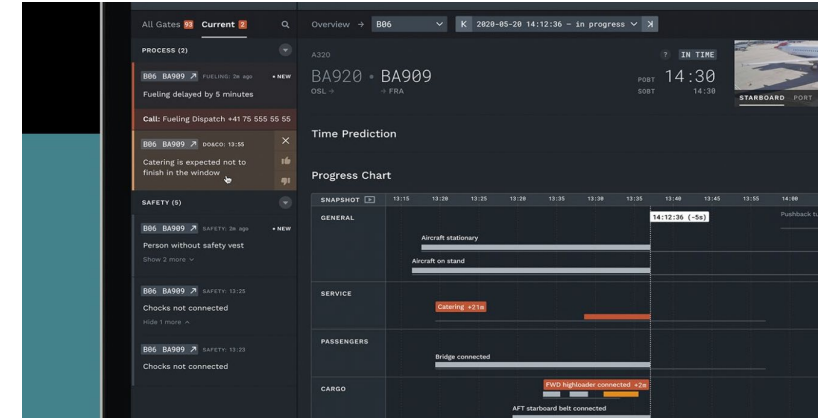 All Gates 93 Current 2
Overview → B06 2020-05-20 14:12:36 – in progress
PROCESS (2)
B06 BA909 ↗ FUELING: 2m ago • NEW
Fueling delayed by 5 minutes
Call: Fueling Dispatch +41 75 555 55 55
B06 BA909 ↗ DOACO: 13:55
Catering is expected not to
finish in the window
SAFETY (5)
B06 BA909 ↗ SAFETY: 2m ago • NEW
Person without safety vest
Show 2 more
B06 BA909 ↗ SAFETY: 13:25
Chocks not connected
Hide 1 more
B06 BA909 ↗ SAFETY: 13:23
Chocks not connected
A320
? IN TIME
BA920 • BA909
POBT 14:30
OSL → → FRA
SOBT 14:30
STARBOARD PORT
Time Prediction
Progress Chart
SNAPSHOT 13:15 13:20 13:25 13:20 13:35 13:30 13:35 13:40 13:45 13:55 14:00
GENERAL
14:12:36 (-5s)
Pushback
Aircraft stationary
Aircraft on stand
SERVICE
Catering +21m
PASSENGERS
Bridge connected
CARGO
FWD highloader connected +2m
AFT starboard belt connected